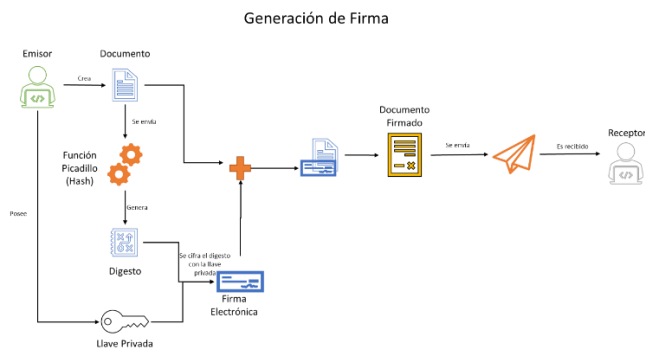 Generación de Firma
Emisor
Documento
Crea
Se envía
Función
Picadillo
(Hash)
Genera
Posee
Digesto
Se cifra el digesto
con la llave
privada
Firma
Electrónica
Llave Privada
Documento
Firmado
Se envía
Es recibido
Receptor